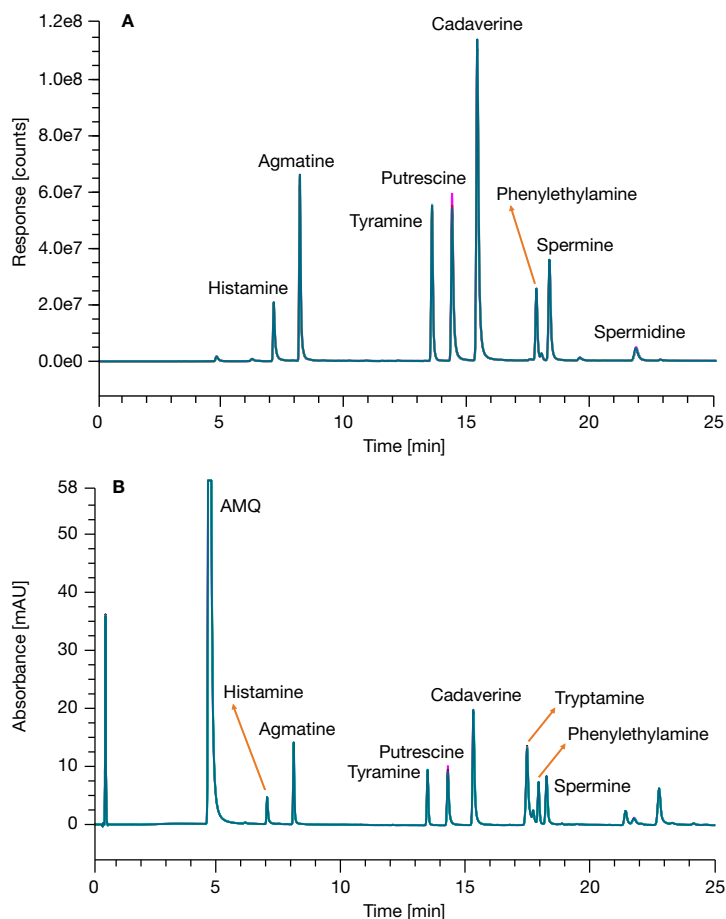 A
1.2e8
1.0e8
8.0e7
6.0e7
4.0e7
2.0e7
0.0e0
Response [counts]
Cadaverine
Agmatine
Putrescine
Phenylethylamine
Tyramine
Spermine
Histamine
Spermidine
0 5 10 15 20 25
Time [min]
B
58
50
40
30
20
10
0
Absorbance [mAU]
AMQ
Histamine
Cadaverine
Tryptamine
Agmatine
Phenylethylamine
Putrescine
Tyramine
Spermine
0 5 10 15 20 25
Time [min]